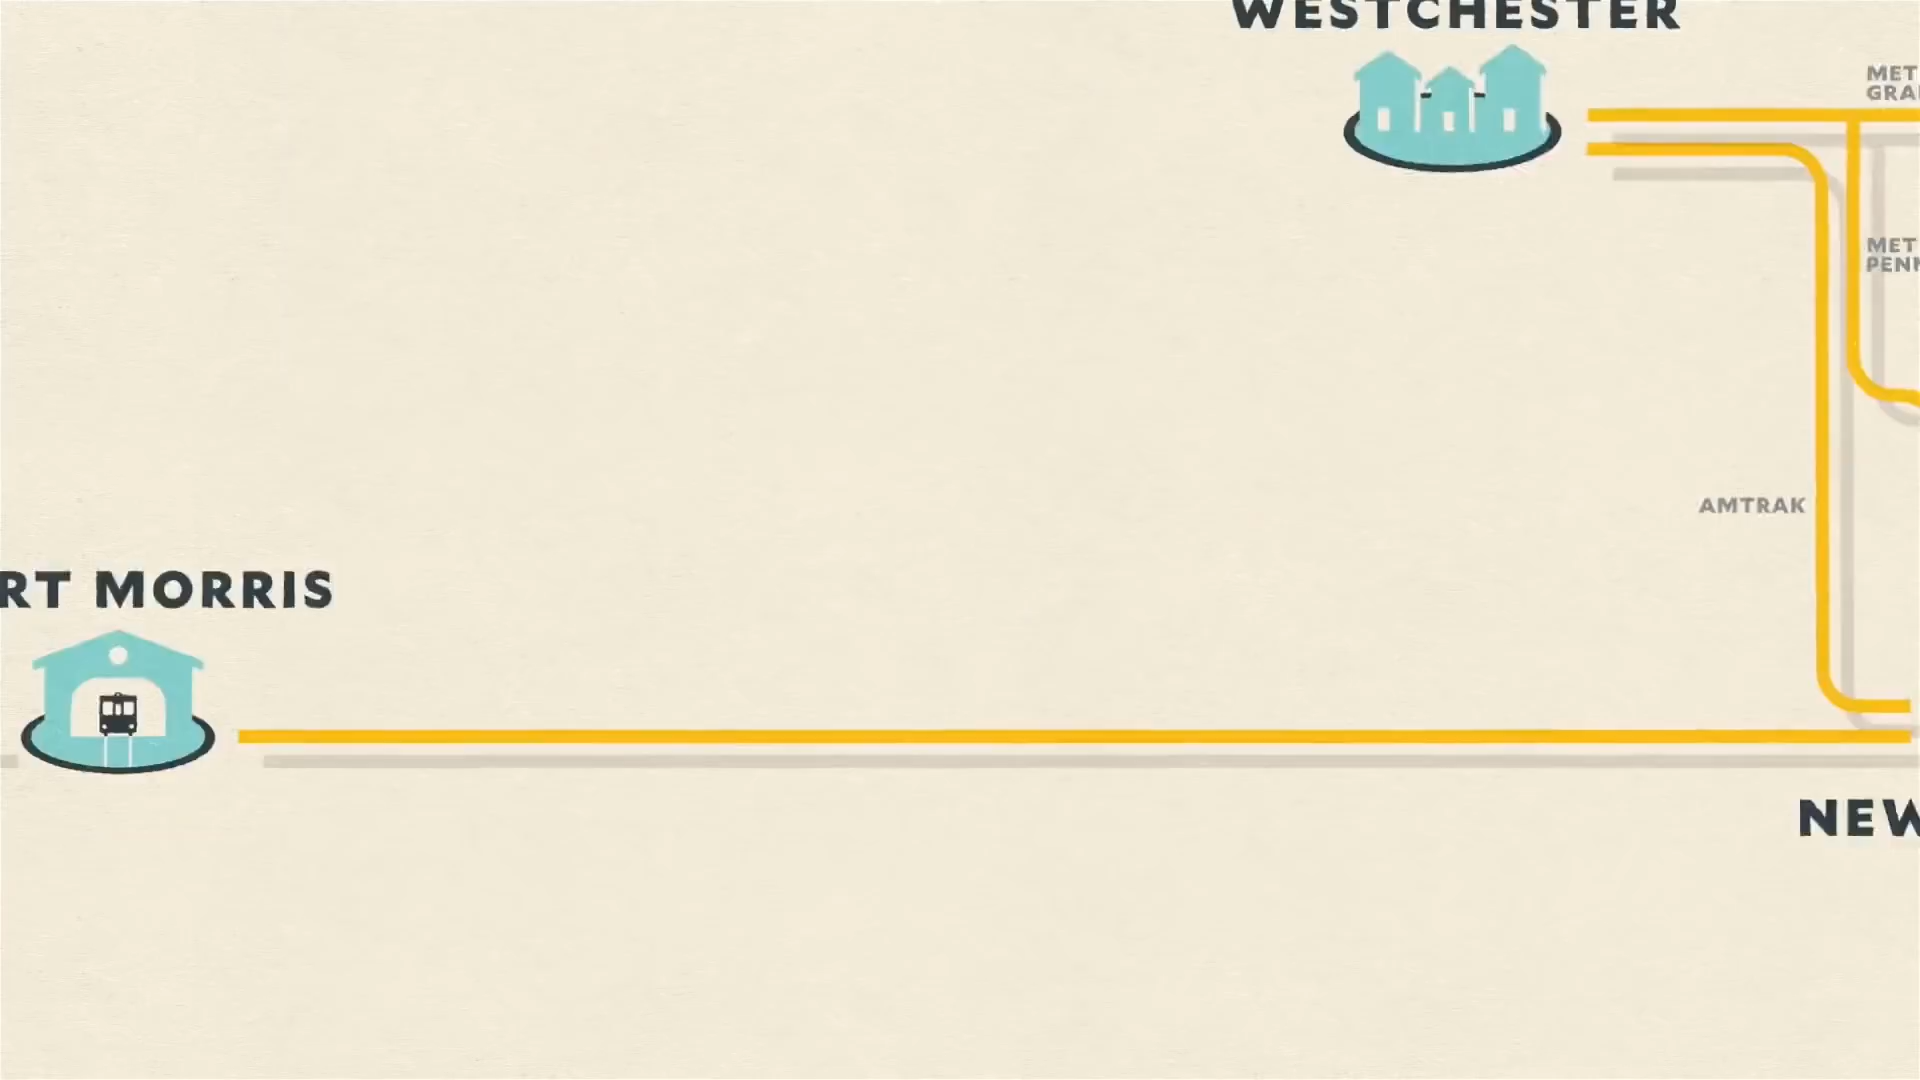 WESTCHESTER
MET
GRA
MET
PENN
AMTRAK
RT MORRIS
NEW